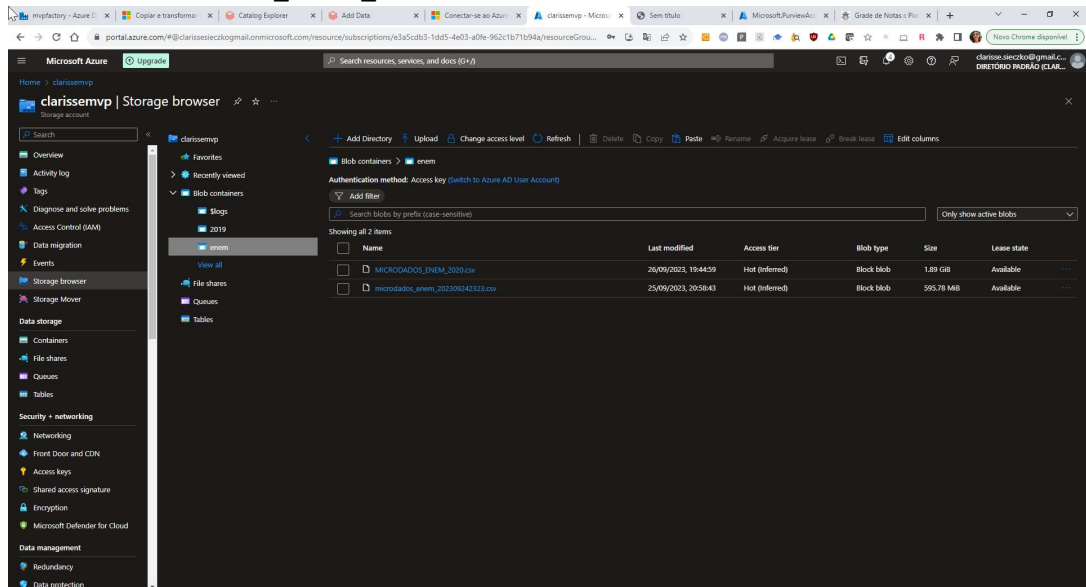 mvpfactory - Azure D
Copiar e transformar
Catalog Explorer
Add Data
Conectar-se ao Azure
clarissemvp - Micros
Sem título
Microsoft.PurviewAcc
Grade de Notas a Pla
portal.azure.com/#@clarissesieczkogmail.onmicrosoft.com/resource/subscriptions/e3a5cdb3-1dd5-4e03-a0fe-962c1b71b94a/resourceGrou...
Novo Chrome disponível
Microsoft Azure
Upgrade
Search resources, services, and docs (G+/)
clarisse.sieczko@gmail.c...
DIRETÓRIO PADRÃO (CLAR...
Home > clarissemvp
clarissemvp | Storage browser
Storage account
Search
Overview
Activity log
Tags
Diagnose and solve problems
Access Control (IAM)
Data migration
Events
Storage browser
Storage Mover
Data storage
Containers
File shares
Queues
Tables
Security + networking
Networking
Front Door and CDN
Access keys
Shared access signature
Encryption
Microsoft Defender for Cloud
Data management
Redundancy
Data protection
clarissemvp
Favorites
Recently viewed
Blob containers
$logs
2019
enem
View all
File shares
Queues
Tables
Add Directory Upload Change access level Refresh Delete Copy Paste Rename Acquire lease Break lease Edit columns
Blob containers > enem
Authentication method: Access key (Switch to Azure AD User Account)
Add filter
Search blobs by prefix (case-sensitive)
Only show active blobs
Showing all 2 items
Name Last modified Access tier Blob type Size Lease state
MICRODADOS_ENEM_2020.csv 26/09/2023, 19:44:59 Hot (Inferred) Block blob 1.89 GiB Available
microdados_enem_202309242323.csv 25/09/2023, 20:58:43 Hot (Inferred) Block blob 595.78 MiB Available